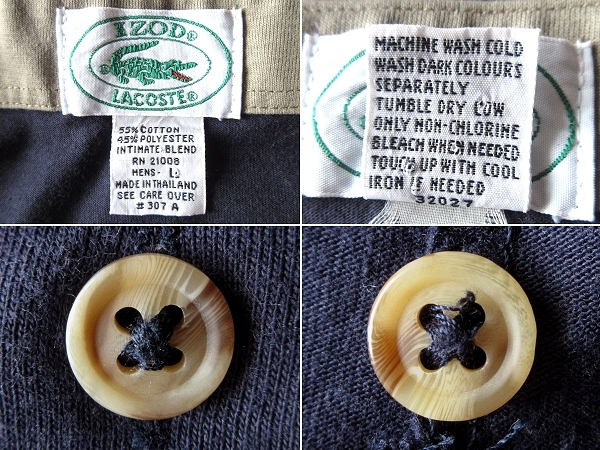 IZOD®
LACOSTE®
55% COTTON
45% POLYESTER
INTIMATE BLEND
RN 21008
MENS - L
MADE IN THAILAND
SEE CARE OVER
# 307 A
MACHINE WASH COLD
WASH DARK COLOURS
SEPARATELY
TUMBLE DRY LOW
ONLY NON-CHLORINE
BLEACH WHEN NEEDED
TOUCH UP WITH COOL
IRON IF NEEDED
32027